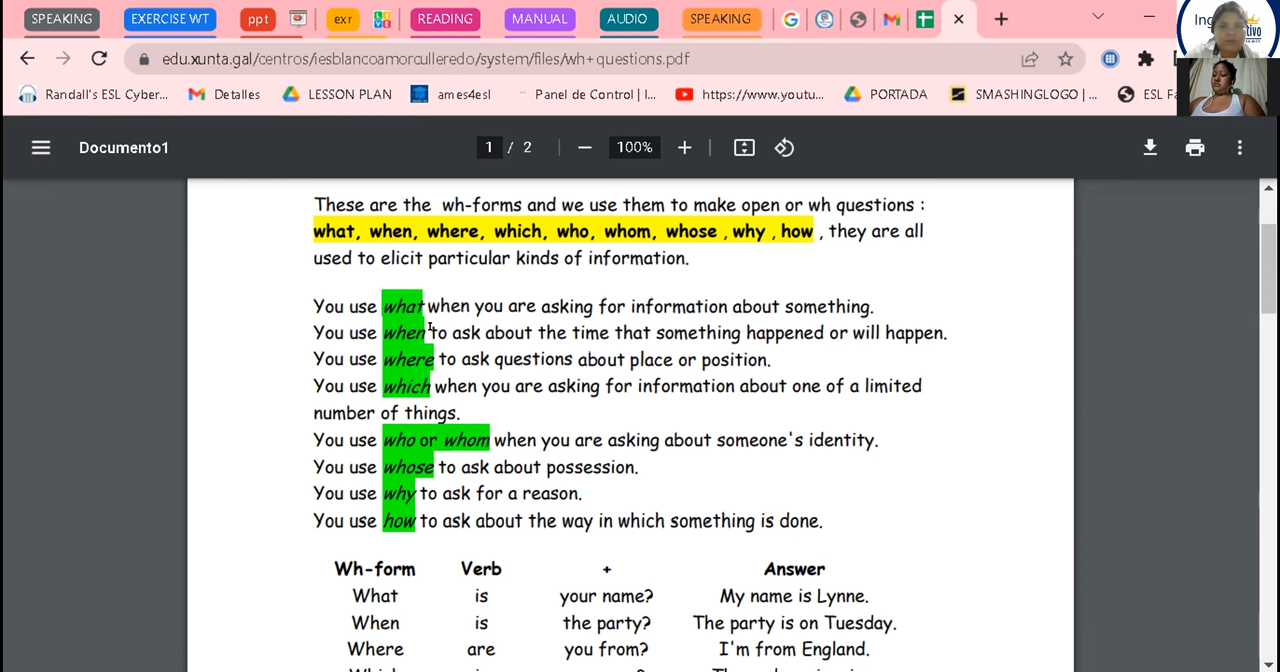 SPEAKING EXERCISE WT ppt exr READING MANUAL AUDIO SPEAKING
edu.xunta.gal/centros/iesblancoamorculleredo/system/files/wh+questions.pdf
Randall's ESL Cyber... Detalles LESSON PLAN ames4esl Panel de Control | I... https://www.youtu... PORTADA SMASHINGLOGO | ... ESL Fa
Documento1 1 / 2 100%
These are the wh-forms and we use them to make open or wh questions :
what, when, where, which, who, whom, whose , why , how , they are all
used to elicit particular kinds of information.
You use what when you are asking for information about something.
You use when to ask about the time that something happened or will happen.
You use where to ask questions about place or position.
You use which when you are asking for information about one of a limited
number of things.
You use who or whom when you are asking about someone's identity.
You use whose to ask about possession.
You use why to ask for a reason.
You use how to ask about the way in which something is done.
Wh-form Verb + Answer
What is your name? My name is Lynne.
When is the party? The party is on Tuesday.
Where are you from? I'm from England.